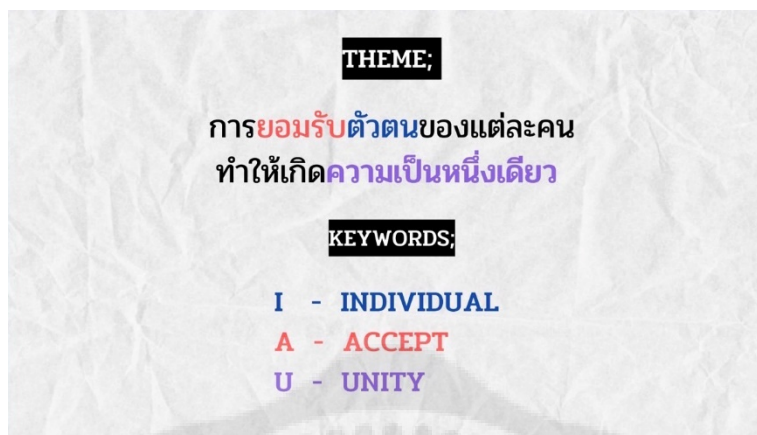 THEME;
การยอมรับตัวตนของแต่ละคน
ทำให้เกิดความเป็นหนึ่งเดียว
KEYWORDS;
I - INDIVIDUAL
A - ACCEPT
U - UNITY